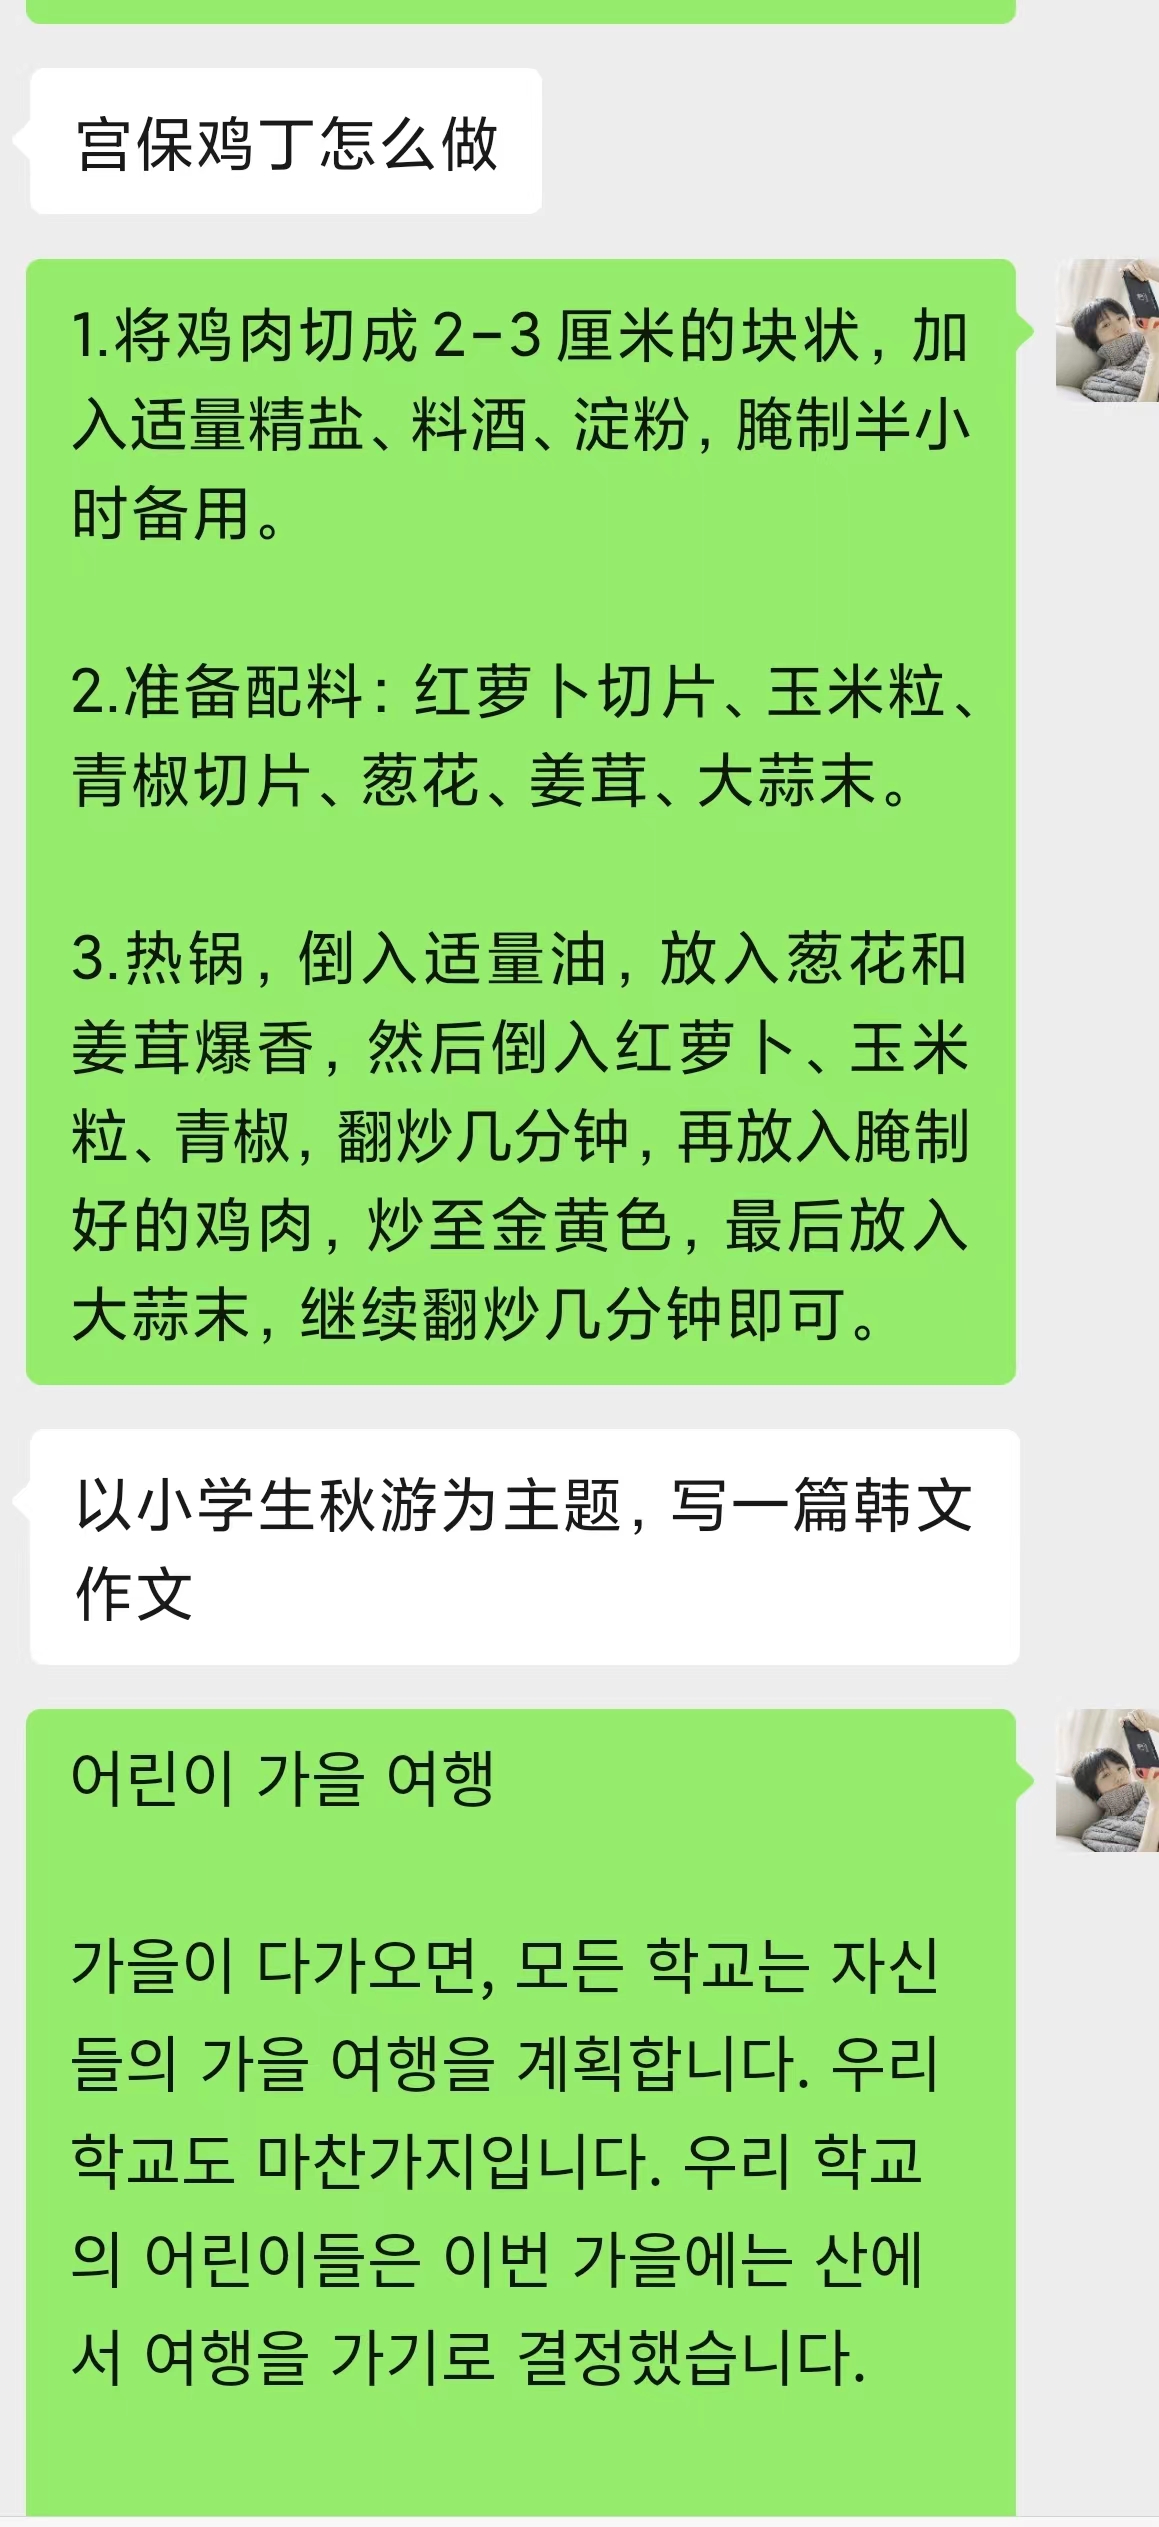 宫保鸡丁怎么做
1.将鸡肉切成2-3厘米的块状，加
入适量精盐、料酒、淀粉，腌制半小
时备用。
2.准备配料：红萝卜切片、玉米粒、
青椒切片、葱花、姜茸、大蒜末。
3.热锅，倒入适量油，放入葱花和
姜茸爆香，然后倒入红萝卜、玉米
粒、青椒，翻炒几分钟，再放入腌制
好的鸡肉，炒至金黄色，最后放入
大蒜末，继续翻炒几分钟即可。
以小学生秋游为主题，写一篇韩文
作文
어린이 가을 여행
가을이 다가오면, 모든 학교는 자신
들의 가을 여행을 계획합니다. 우리
학교도 마찬가지입니다. 우리 학교
의 어린이들은 이번 가을에는 산에
서 여행을 가기로 결정했습니다.